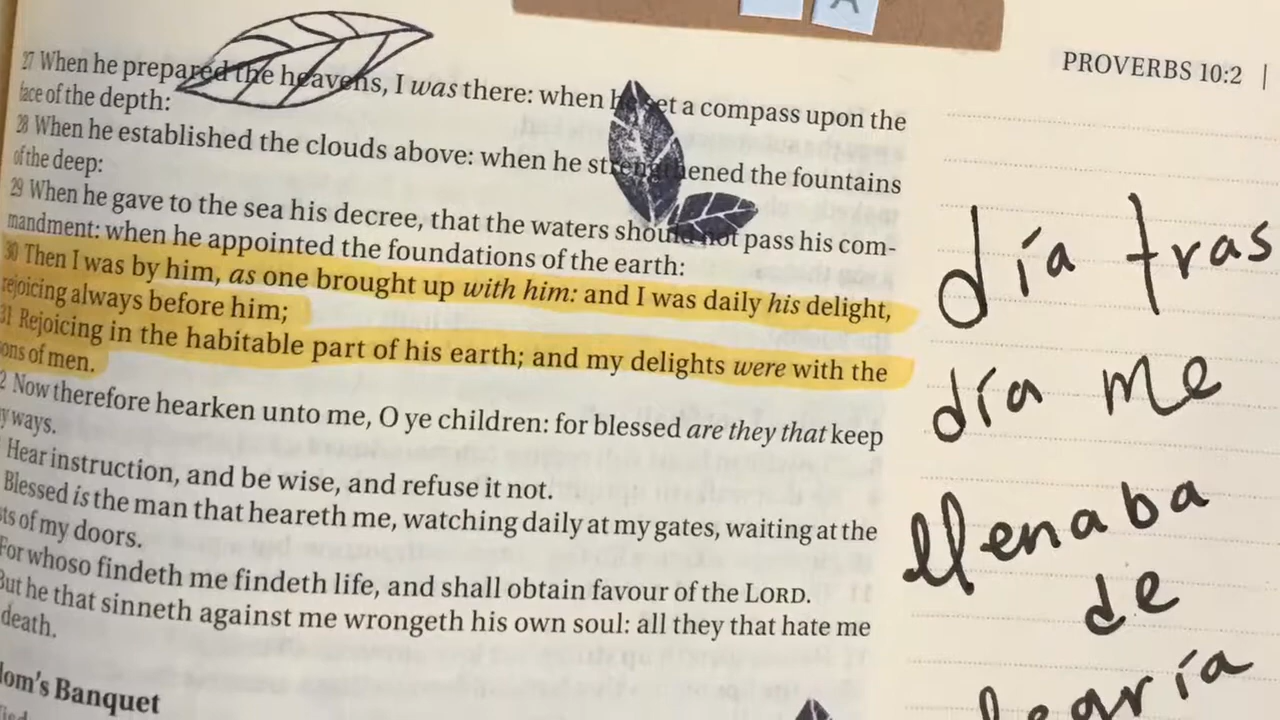 A
PROVERBS 10:2 |
27 When he prepared the heavens, I was there: when he set a compass upon the
face of the depth:
28 When he established the clouds above: when he strengthened the fountains
of the deep:
29 When he gave to the sea his decree, that the waters should not pass his com-
mandment: when he appointed the foundations of the earth:
30 Then I was by him, as one brought up with him: and I was daily his delight,
rejoicing always before him;
31 Rejoicing in the habitable part of his earth; and my delights were with the
ons of men.
2 Now therefore hearken unto me, O ye children: for blessed are they that keep
y ways.
Hear instruction, and be wise, and refuse it not.
Blessed is the man that heareth me, watching daily at my gates, waiting at the
ts of my doors.
For whoso findeth me findeth life, and shall obtain favour of the LORD.
But he that sinneth against me wrongeth his own soul: all they that hate me
death.
dom's Banquet
día tras
día me
llenaba
de
legría